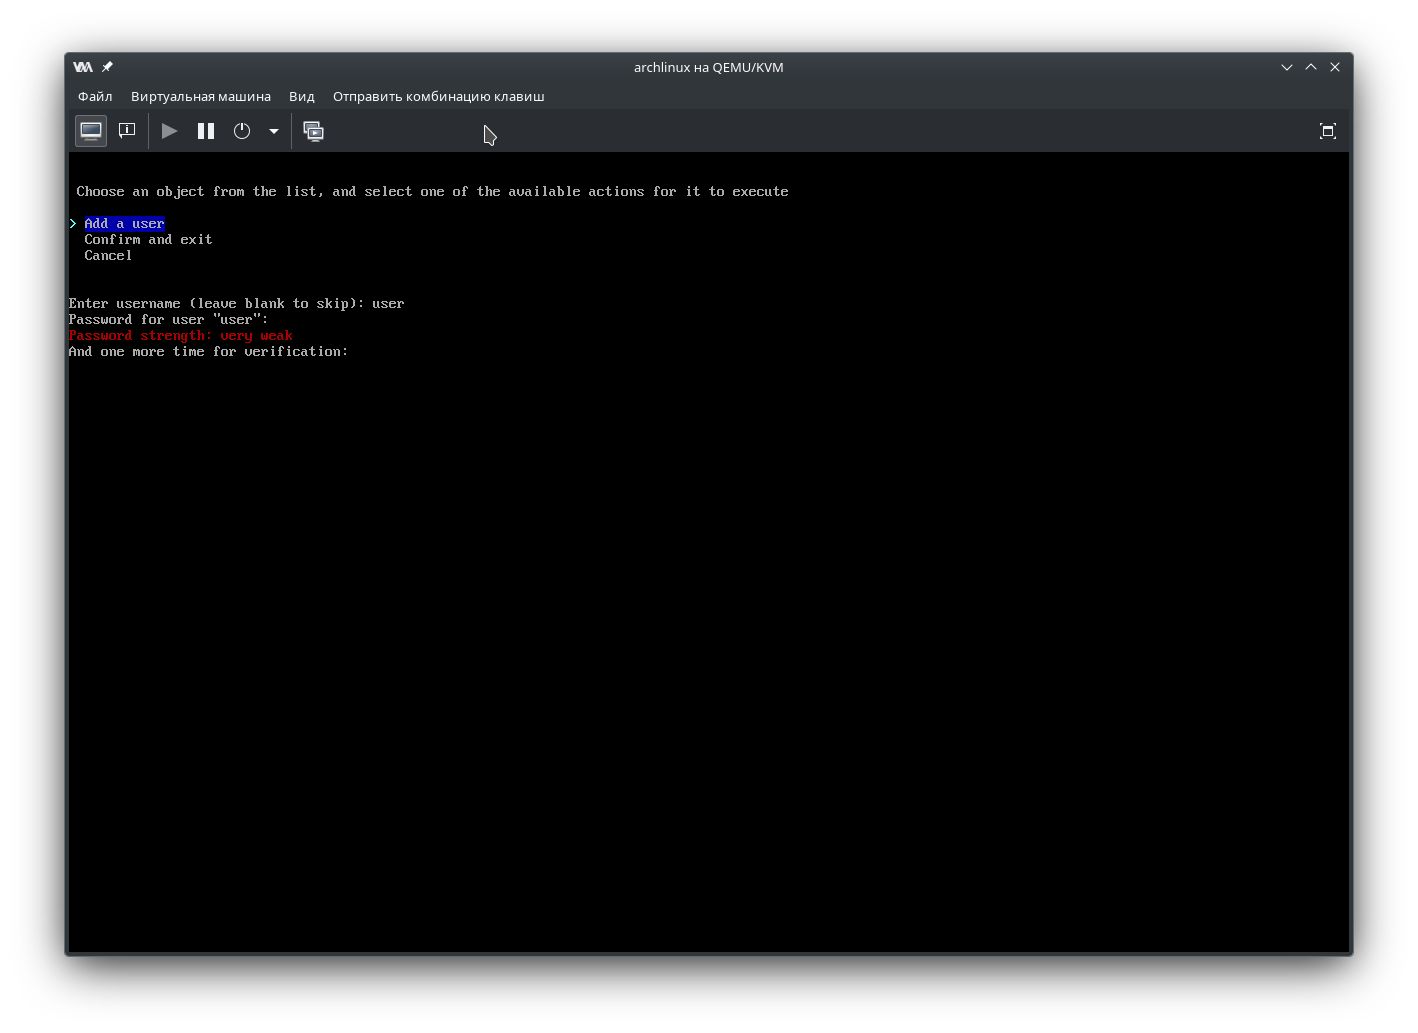 archlinux на QEMU/KVM
Файл Виртуальная машина Вид Отправить комбинацию клавиш
Choose an object from the list, and select one of the available actions for it to execute
> Add a user
Confirm and exit
Cancel
Enter username (leave blank to skip): user
Password for user "user":
Password strength: very weak
And one more time for verification: